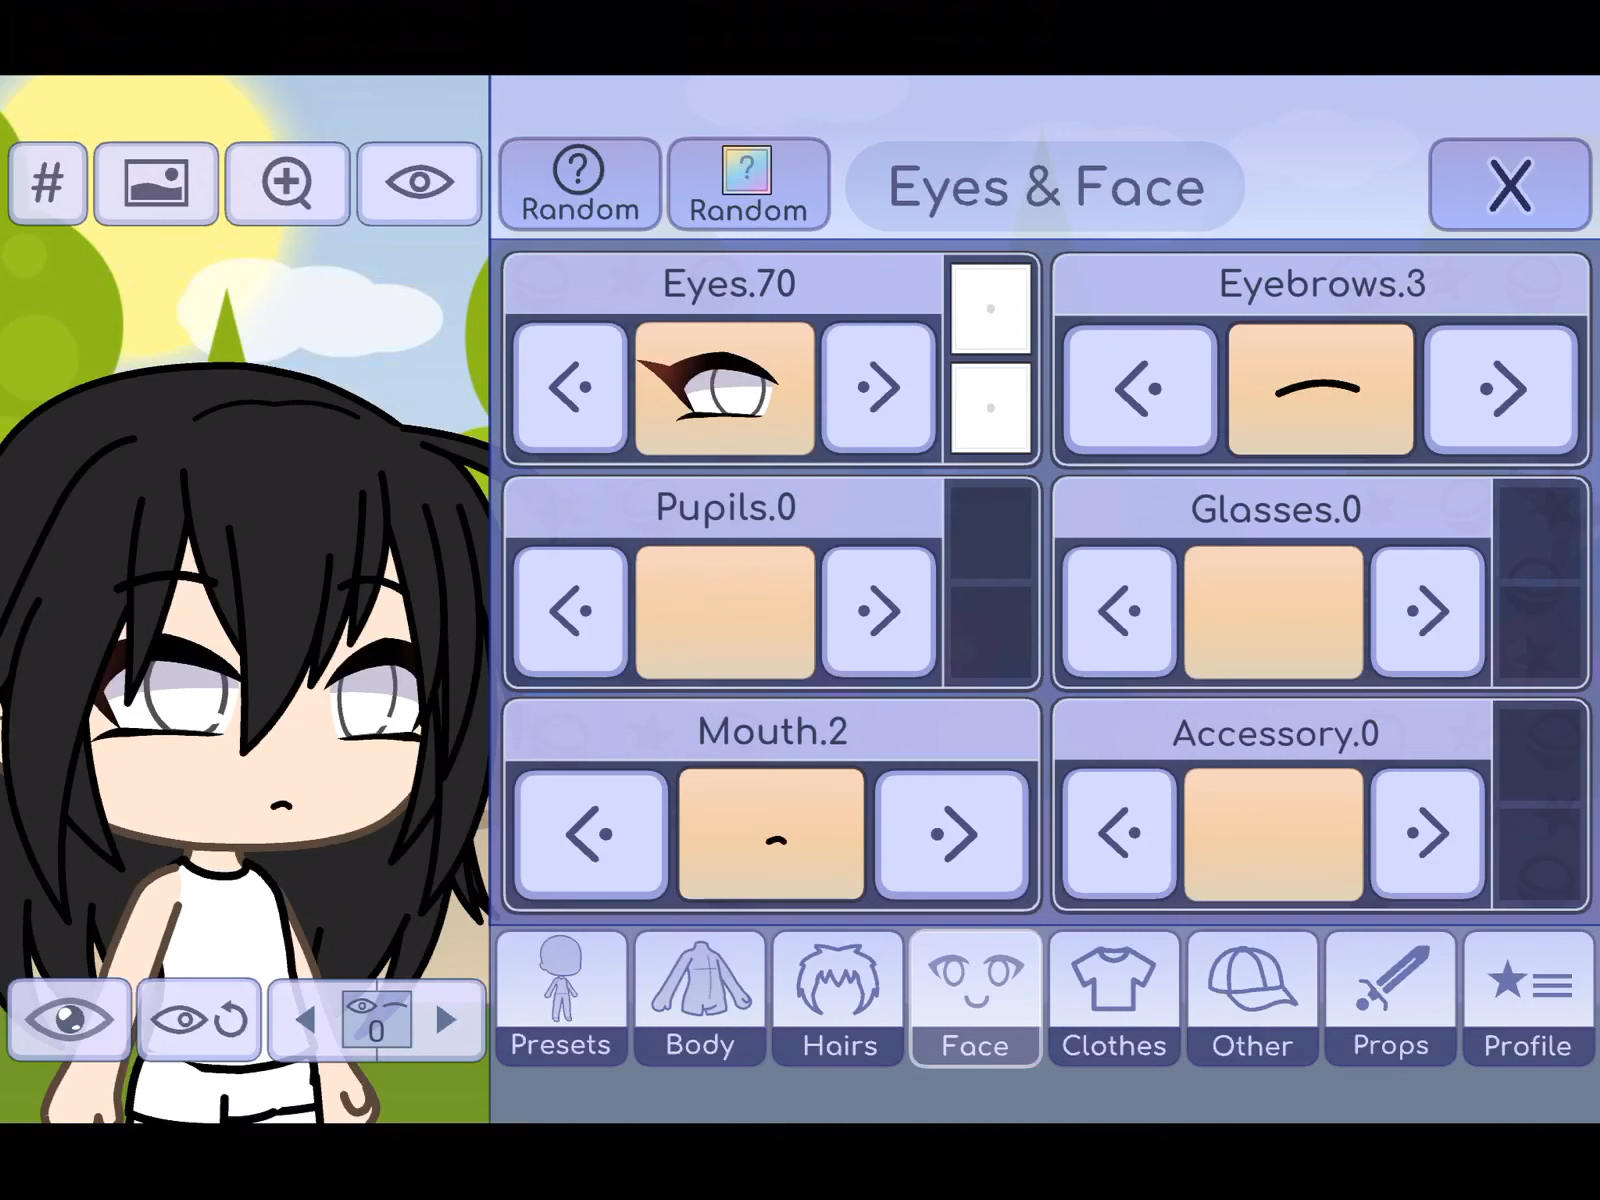 #
?
Random
?
Random
Eyes & Face
X
Eyes.70
Eyebrows.3
Pupils.0
Glasses.0
Mouth.2
Accessory.0
0
Presets
Body
Hairs
Face
Clothes
Other
Props
Profile